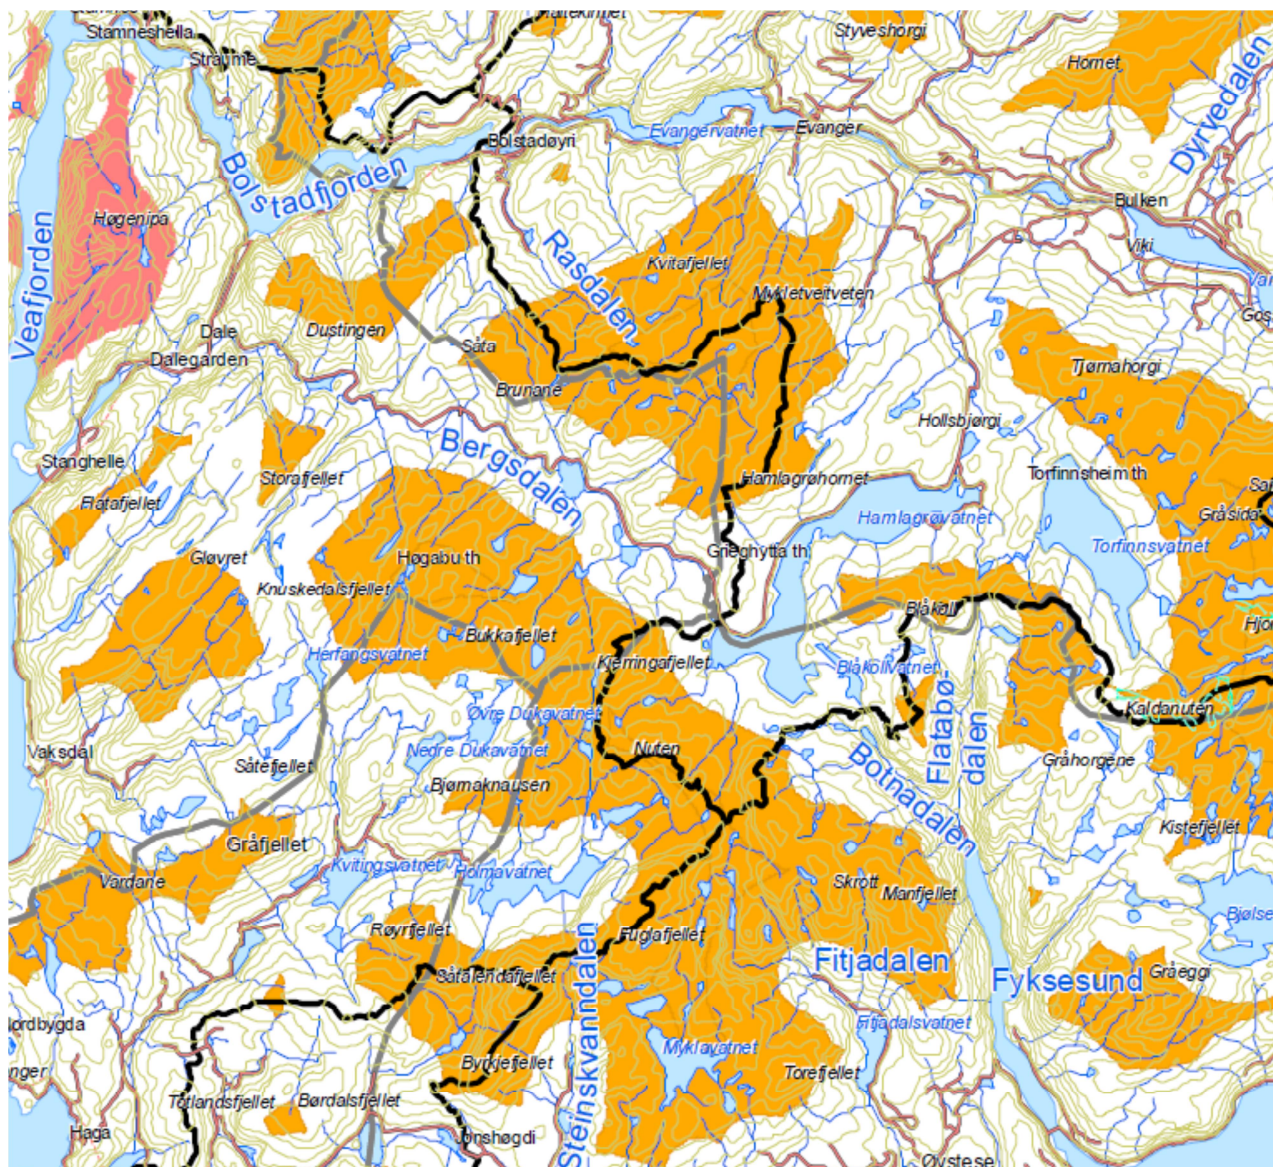 Stamneshella
Straume
Styveshorgi
Hornet
Dyrvedalen
Bolstadøyri
Evangervatnet
Evanger
Bolstadfjorden
Bulken
Viki
Høgenipa
Veafjorden
Rasdalen
Kvitafjellet
Mykletveitveten
Dustingen
Dale
Dalegarden
Såta
Brunane
Tjørnahorgi
Hollsbjørgi
Bergsdalen
Stanghelle
Storafjellet
Flatafjellet
Hamlagrøhornet
Torfinnsheim th
Hamlagrøvatnet
Gråsida
Torfinnsvatnet
Gløvret
Høgabu th
Grieghytta th
Knuskedalsfjellet
Blåkoll
Bukkafjellet
Herfangsvatnet
Kjerringafjellet
Blåkollvatnet
Flatabø-
dalen
Øvre Dukavatnet
Kaldanuten
Nedre Dukavatnet
Nuten
Vaksdal
Såtefjellet
Bjørnaknausen
Botnadalen
Gråhorgene
Kistefjellet
Gråfjellet
Kvitingsvatnet
Holmavatnet
Vardane
Skrott
Manfjellet
Røyrfjellet
Fuglafjellet
Steinskvanndalen
Fitjadalen
Fyksesund
Gråeggi
Såtalendafjellet
Fitjadalsvatnet
Myklavatnet
Byrkjefjellet
Torefjellet
Totlandsfjellet
Børdalsfjellet
Haga
Jonshøgdi
Øystese